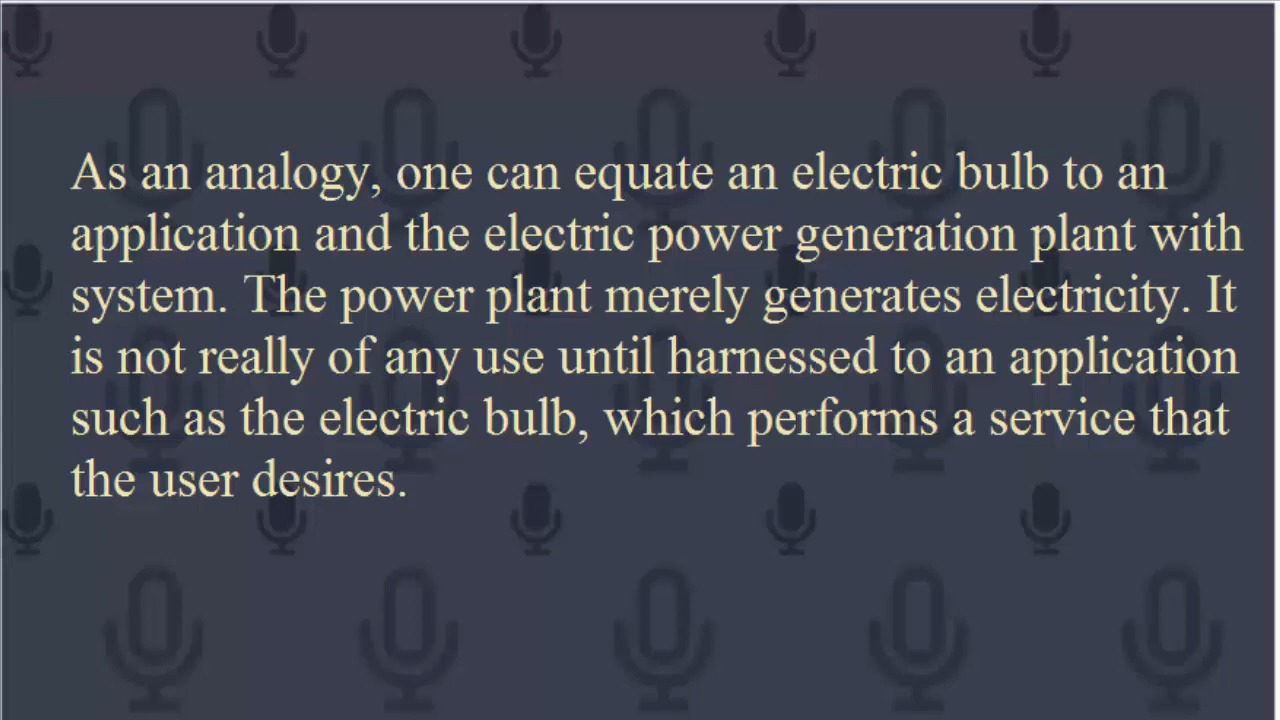 As an analogy, one can equate an electric bulb to an
application and the electric power generation plant with
system. The power plant merely generates electricity. It
is not really of any use until harnessed to an application
such as the electric bulb, which performs a service that
the user desires.